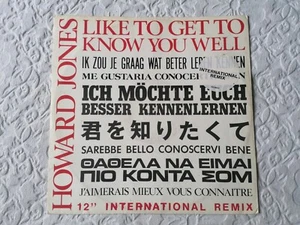 HOWARD JONES
LIKE TO GET TO
KNOW YOU WELL
IK ZOU JE GRAAG WAT BETER
ME GUSTARIA CONOCER
INTERNATIONAL
REMIX
ICH MÖCHTE EUCH
BESSER KENNENLERNEN
君を知りたくて
SAREBBE BELLO CONOSCERVI BENE
ΘΑΘΕΛΑ ΝΑ ΕΙΜΑΙ
ΠΙΟ ΚΟΝΤΑ ΣΟΜ
J'AIMERAIS MIEUX VOUS CONNAITRE
12" INTERNATIONAL REMIX